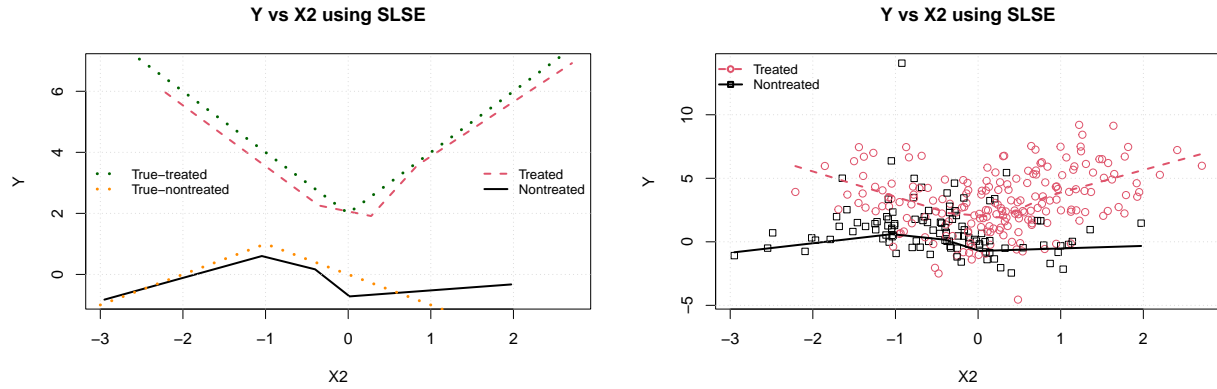 Y vs X2 using SLSE
6
4
2
0
Y
True−treated
True−nontreated
Treated
Nontreated
−3 −2 −1 0 1 2
X2
Y vs X2 using SLSE
Treated
Nontreated
10
5
0
−5
Y
−3 −2 −1 0 1 2
X2